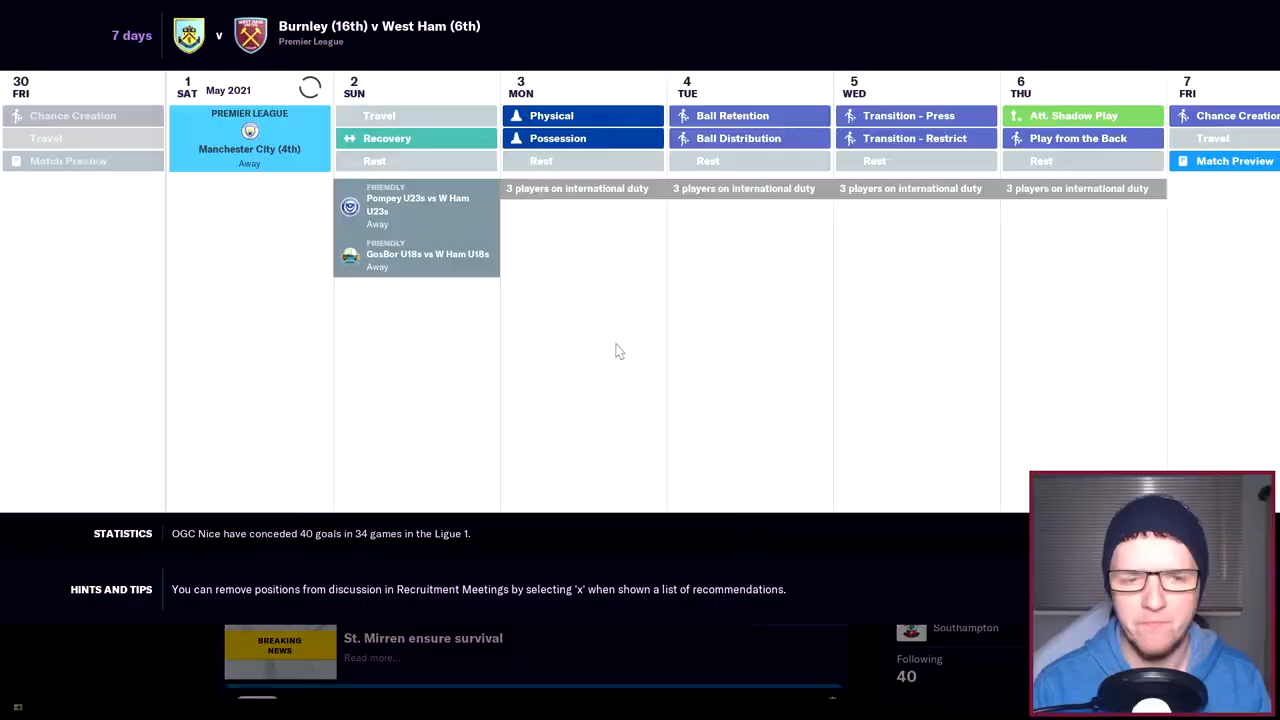 7 days
v
Burnley (16th) v West Ham (6th)
Premier League
30
FRI
1
SAT May 2021
2
SUN
3
MON
4
TUE
5
WED
6
THU
7
FRI
Chance Creation
Travel
Match Preview
PREMIER LEAGUE
Manchester City (4th)
Away
Travel
Recovery
Rest
FRIENDLY
Pompey U23s vs W Ham
U23s
Away
FRIENDLY
GosBor U18s vs W Ham U18s
Away
Physical
Possession
Rest
3 players on international duty
Ball Retention
Ball Distribution
Rest
3 players on international duty
Transition - Press
Transition - Restrict
Rest
3 players on international duty
Att. Shadow Play
Play from the Back
Rest
3 players on international duty
Chance Creation
Travel
Match Preview
STATISTICS
OGC Nice have conceded 40 goals in 34 games in the Ligue 1.
HINTS AND TIPS
You can remove positions from discussion in Recruitment Meetings by selecting 'x' when shown a list of recommendations.
BREAKING
NEWS
St. Mirren ensure survival
Read more...
Southampton
Following
40